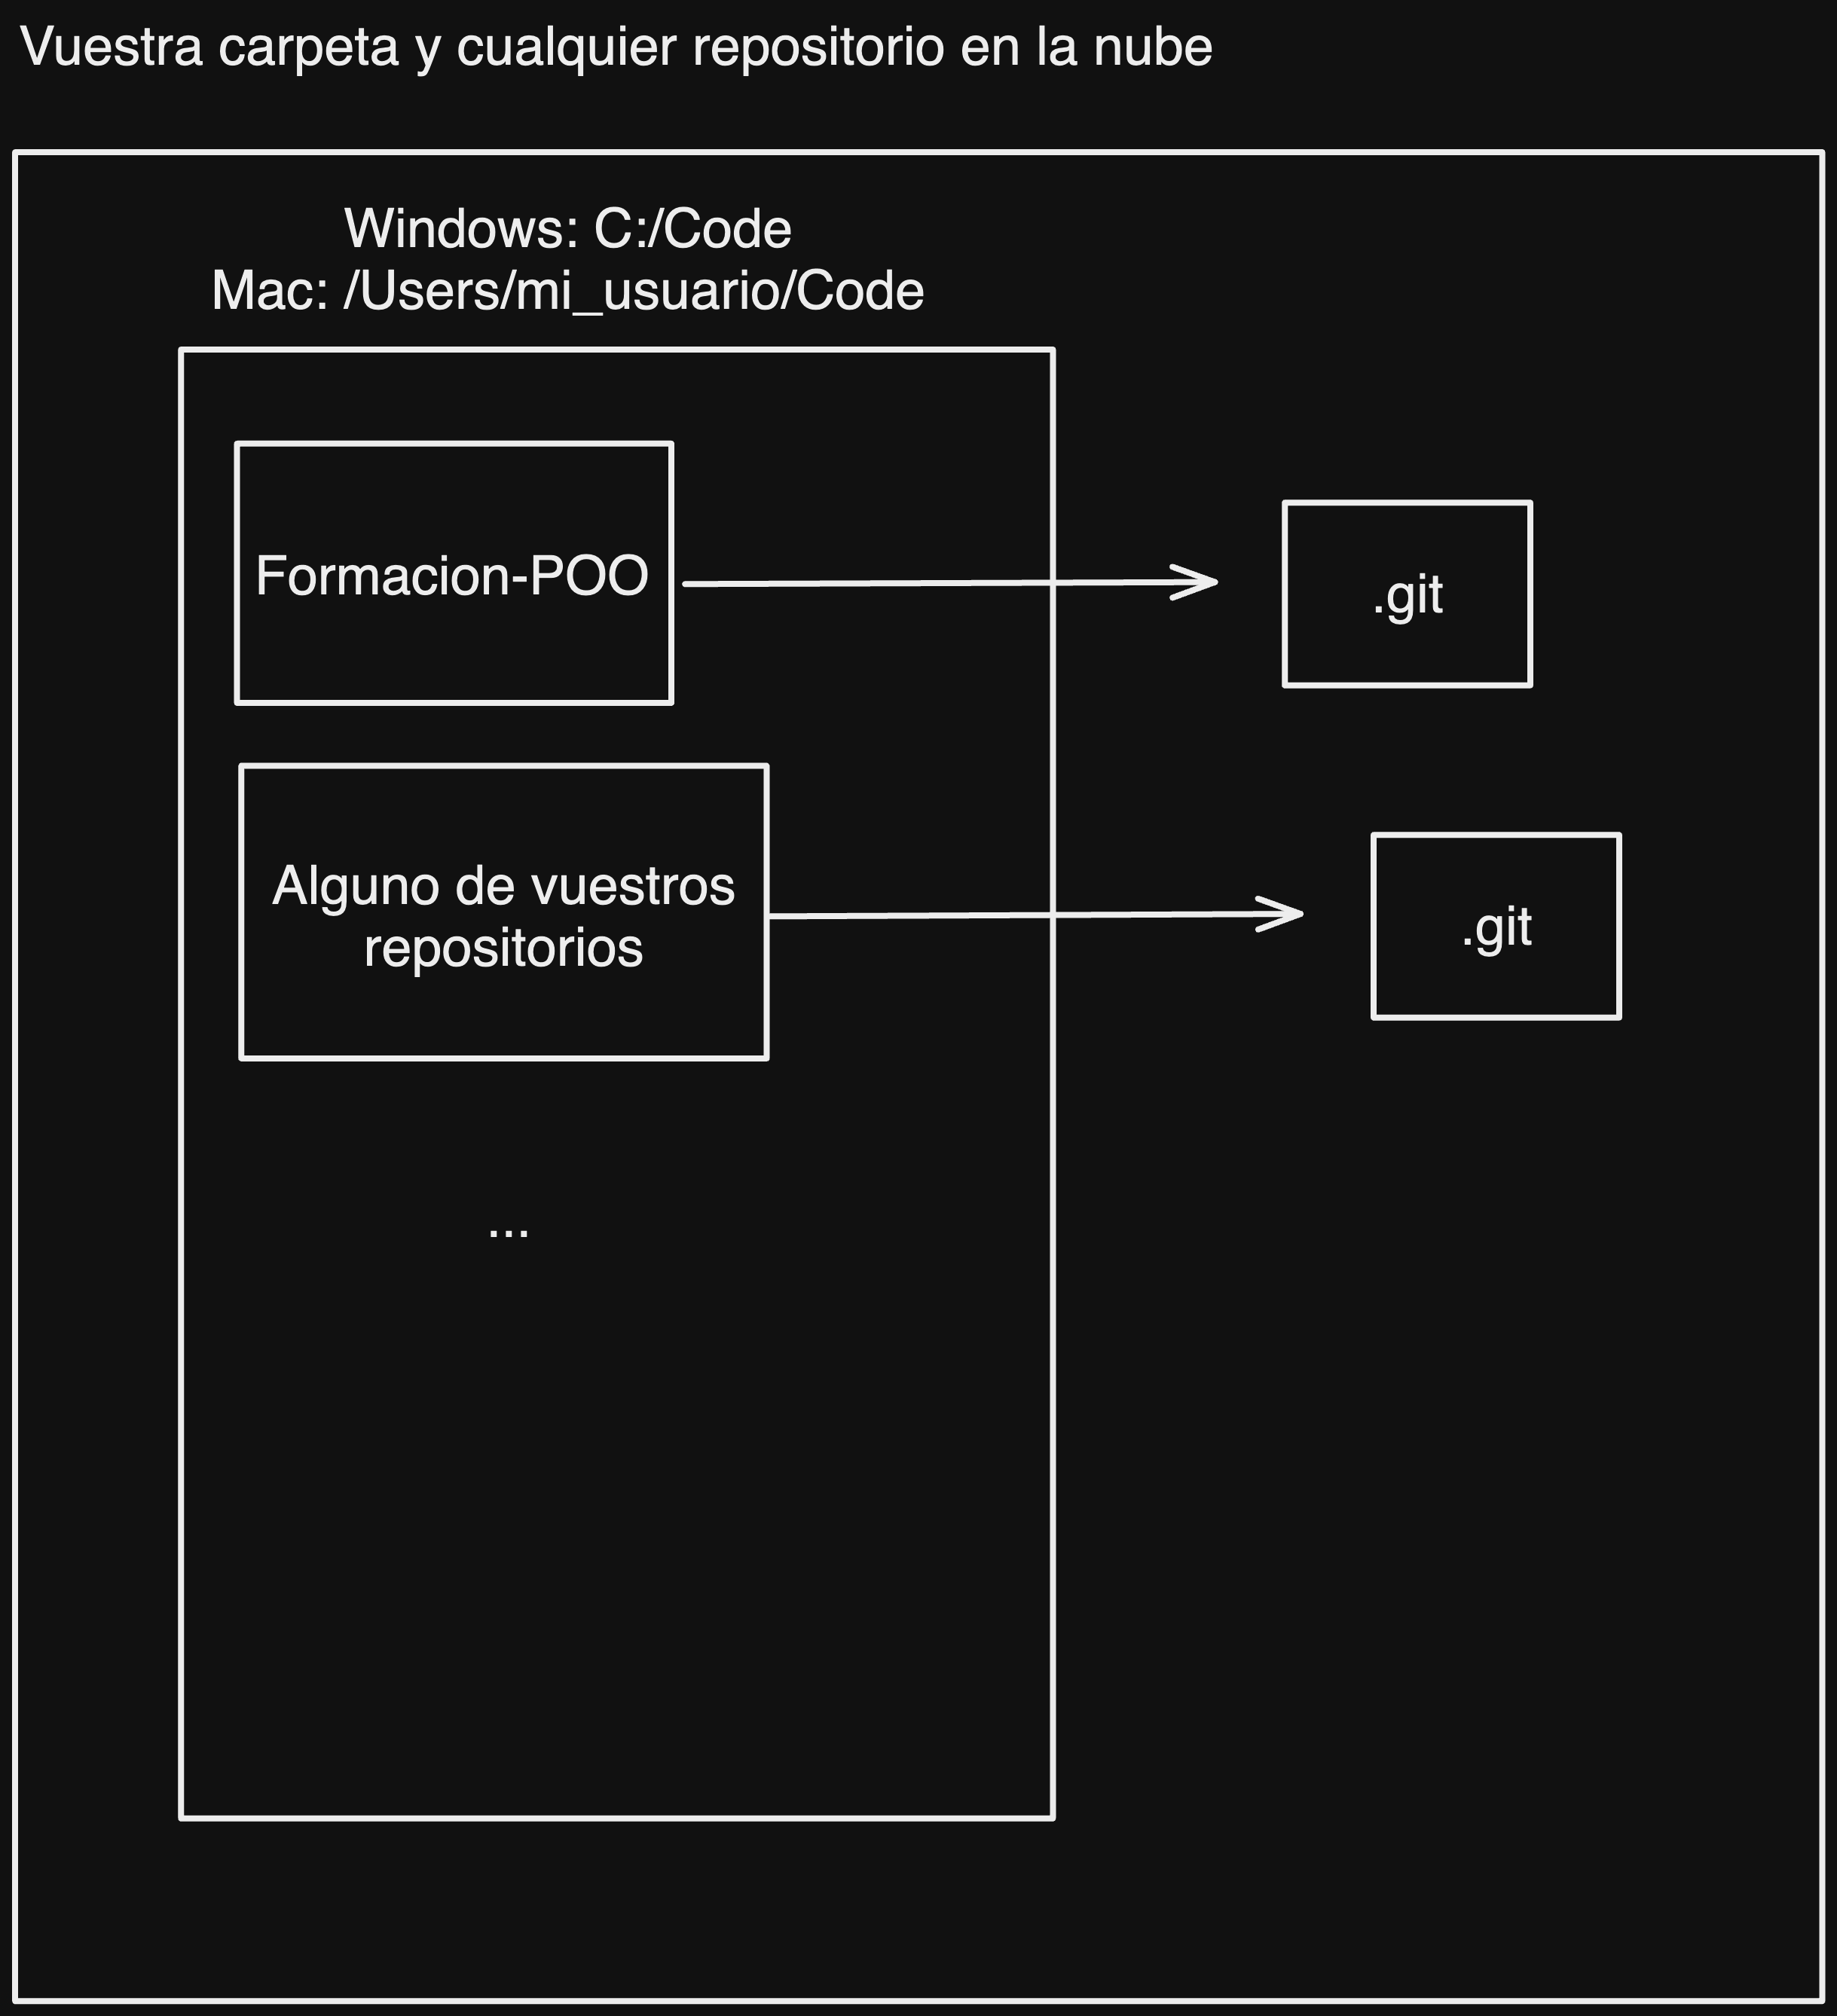 Vuestra carpeta y cualquier repositorio en la nube
Windows: C:/Code
Mac: /Users/mi_usuario/Code
Formacion-POO
.git
Alguno de vuestros
repositorios
.git
...